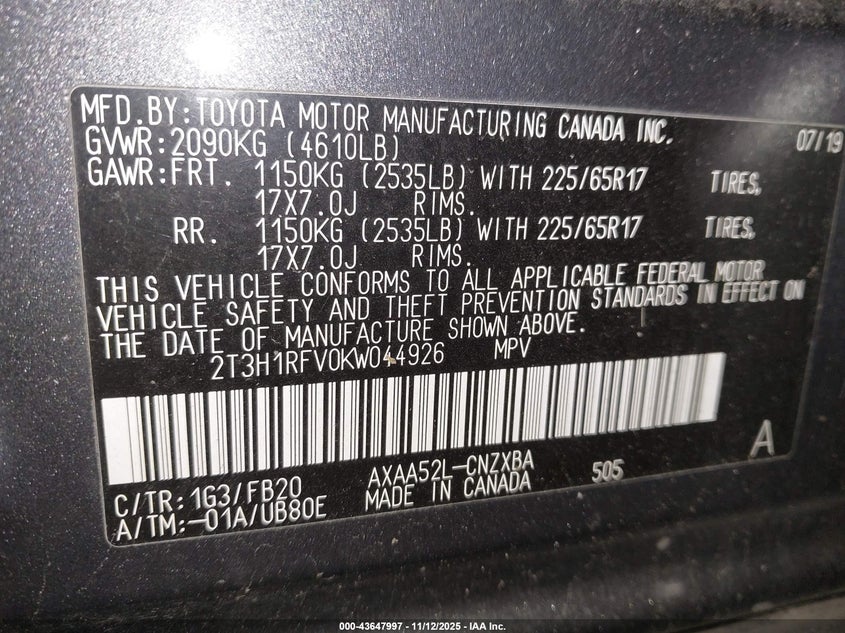 MFD.BY:TOYOTA MOTOR MANUFACTURING CANADA INC. 07/19
GVWR:2090KG (4610LB)
GAWR:FRT. 1150KG (2535LB) WITH 225/65R17 TIRES,
17X7.0J RIMS.
RR. 1150KG (2535LB) WITH 225/65R17 TIRES,
17X7.0J RIMS.
THIS VEHICLE CONFORMS TO ALL APPLICABLE FEDERAL MOTOR
VEHICLE SAFETY AND THEFT PREVENTION STANDARDS IN EFFECT ON
THE DATE OF MANUFACTURE SHOWN ABOVE.
2T3H1RFV0KW044926 MPV
A
C/TR:1G3/FB20 AXAA52L-CNZXBA 505
A/TM:-01A/UB80E MADE IN CANADA
000-43647997 - 11/12/2025 - IAA Inc.